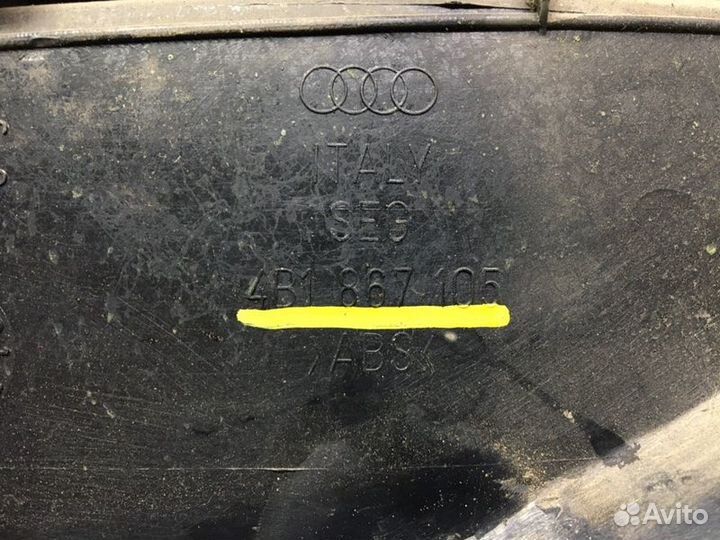 ITALY
SEG
4B1 867 105
>ABS<
Avito